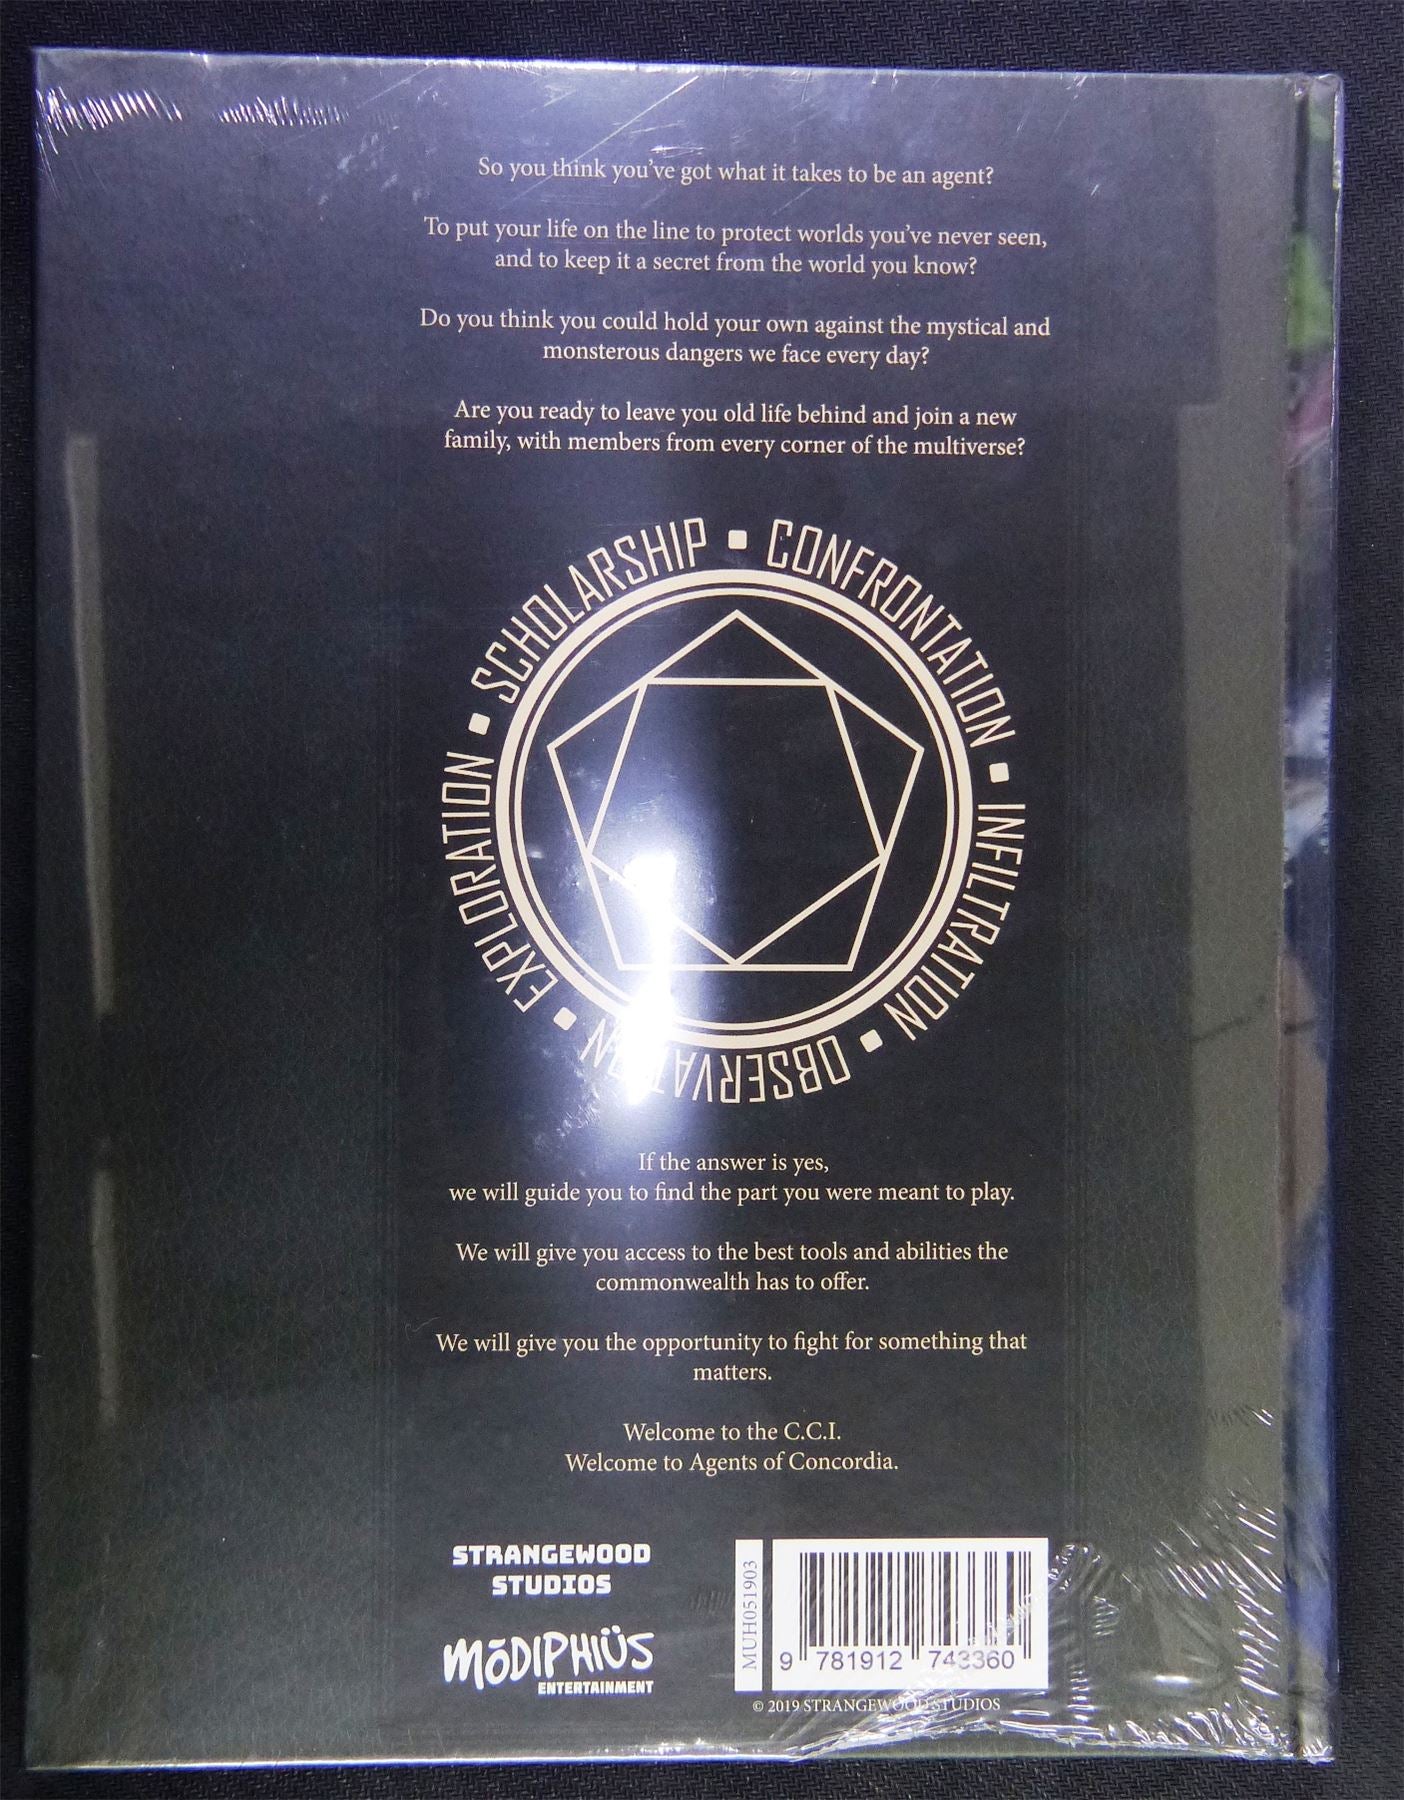 So you think you've got what it takes to be an agent?
To put your life on the line to protect worlds you've never seen,
and to keep it a secret from the world you know?
Do you think you could hold your own against the mystical and
monsterous dangers we face every day?
Are you ready to leave you old life behind and join a new
family, with members from every corner of the multiverse?
SCHOLARSHIP ▪ CONFRONTATION ▪ INFILTRATION ▪ OBSERVATION ▪ EXPLORATION ▪
If the answer is yes,
we will guide you to find the part you were meant to play.
We will give you access to the best tools and abilities the
commonwealth has to offer.
We will give you the opportunity to fight for something that
matters.
Welcome to the C.C.I.
Welcome to Agents of Concordia.
STRANGEWOOD
STUDIOS
MŌDIPHIÜS
ENTERTAINMENT
MUH051903
9 781912 743360
© 2019 STRANGEWOOD STUDIOS